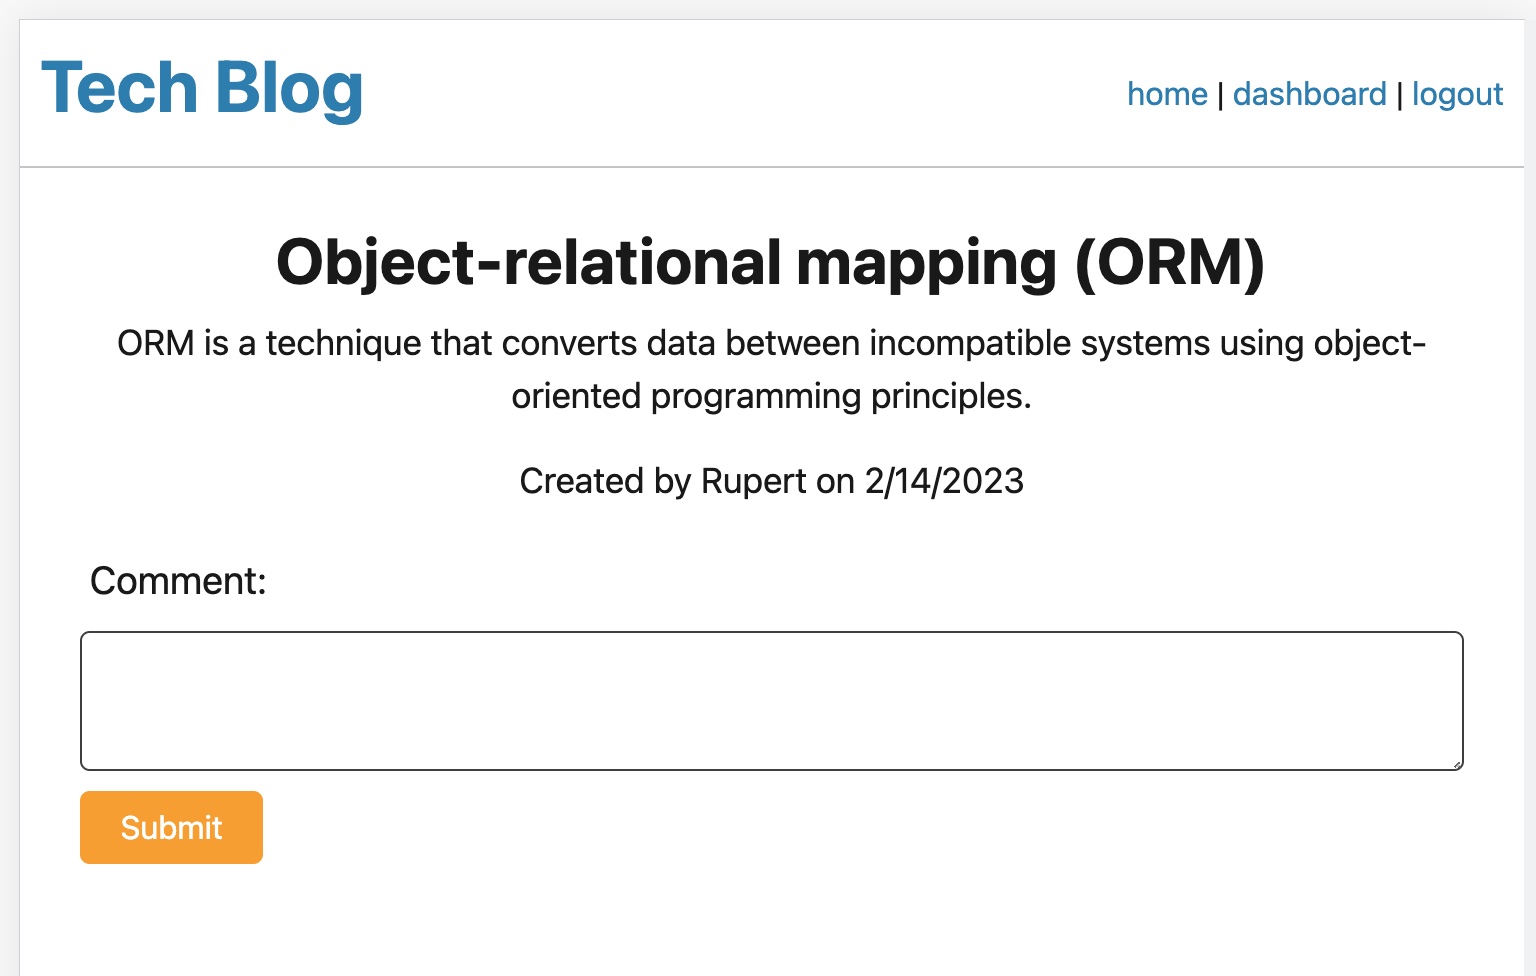 Tech Blog
home | dashboard | logout
Object-relational mapping (ORM)
ORM is a technique that converts data between incompatible systems using object-
oriented programming principles.
Created by Rupert on 2/14/2023
Comment:
Submit